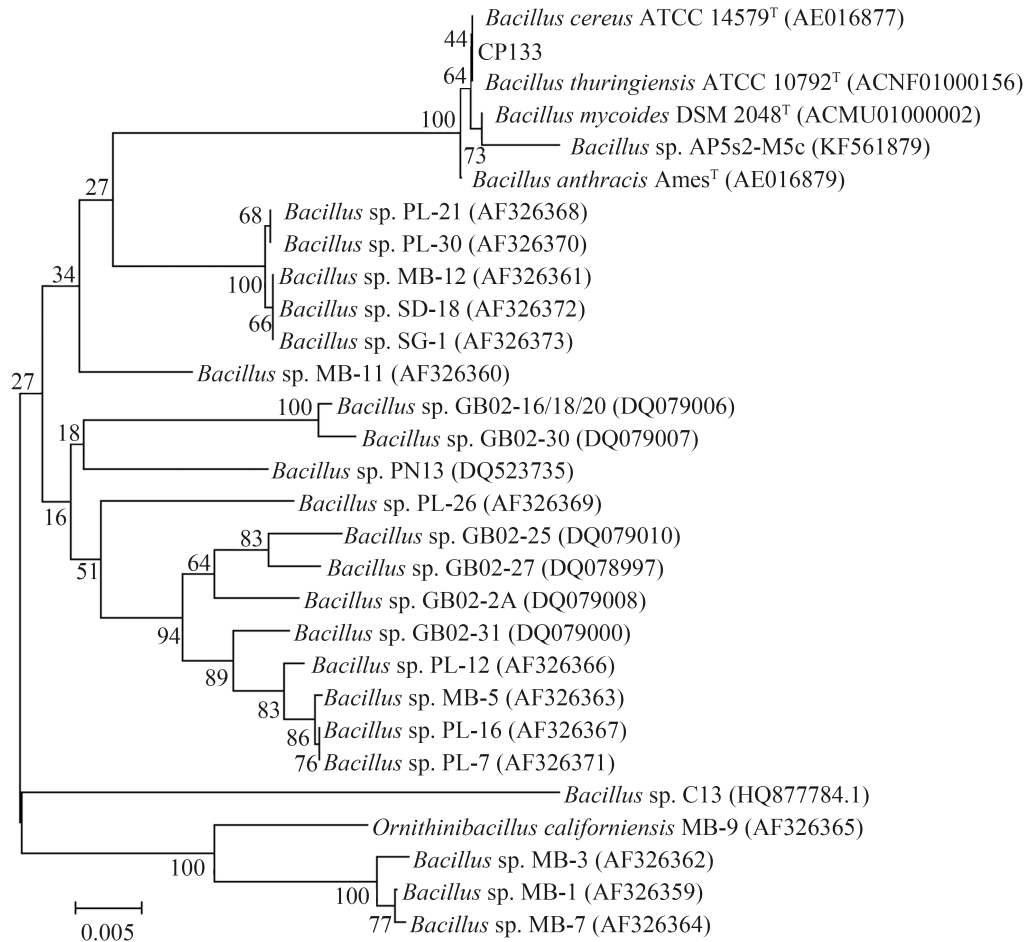 Bacillus cereus ATCC 14579ᵀ (AE016877)
44
CP133
64
Bacillus thuringiensis ATCC 10792ᵀ (ACNF01000156)
Bacillus mycoides DSM 2048ᵀ (ACMU01000002)
100
Bacillus sp. AP5s2-M5c (KF561879)
73
Bacillus anthracis Amesᵀ (AE016879)
27
Bacillus sp. PL-21 (AF326368)
68
Bacillus sp. PL-30 (AF326370)
34
Bacillus sp. MB-12 (AF326361)
100
Bacillus sp. SD-18 (AF326372)
66
Bacillus sp. SG-1 (AF326373)
Bacillus sp. MB-11 (AF326360)
27
100
Bacillus sp. GB02-16/18/20 (DQ079006)
18
Bacillus sp. GB02-30 (DQ079007)
Bacillus sp. PN13 (DQ523735)
Bacillus sp. PL-26 (AF326369)
16
Bacillus sp. GB02-25 (DQ079010)
83
64
Bacillus sp. GB02-27 (DQ078997)
51
Bacillus sp. GB02-2A (DQ079008)
94
Bacillus sp. GB02-31 (DQ079000)
Bacillus sp. PL-12 (AF326366)
89
Bacillus sp. MB-5 (AF326363)
83
Bacillus sp. PL-16 (AF326367)
86
Bacillus sp. PL-7 (AF326371)
76
Bacillus sp. C13 (HQ877784.1)
Ornithinibacillus californiensis MB-9 (AF326365)
100
Bacillus sp. MB-3 (AF326362)
100
Bacillus sp. MB-1 (AF326359)
77
Bacillus sp. MB-7 (AF326364)
0.005